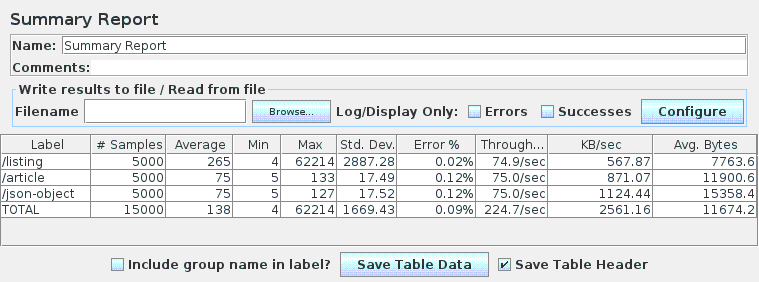 Summary Report
Name: Summary Report
Comments:
Write results to file / Read from file
Filename Browse... Log/Display Only: Errors Successes Configure
Label # Samples Average Min Max Std. Dev. Error % Through... KB/sec Avg. Bytes
/listing 5000 265 4 62214 2887.28 0.02% 74.9/sec 567.87 7763.6
/article 5000 75 5 133 17.49 0.12% 75.0/sec 871.07 11900.6
/json-object 5000 75 5 127 17.52 0.12% 75.0/sec 1124.44 15358.4
TOTAL 15000 138 4 62214 1669.43 0.09% 224.7/sec 2561.16 11674.2
Include group name in label? Save Table Data Save Table Header